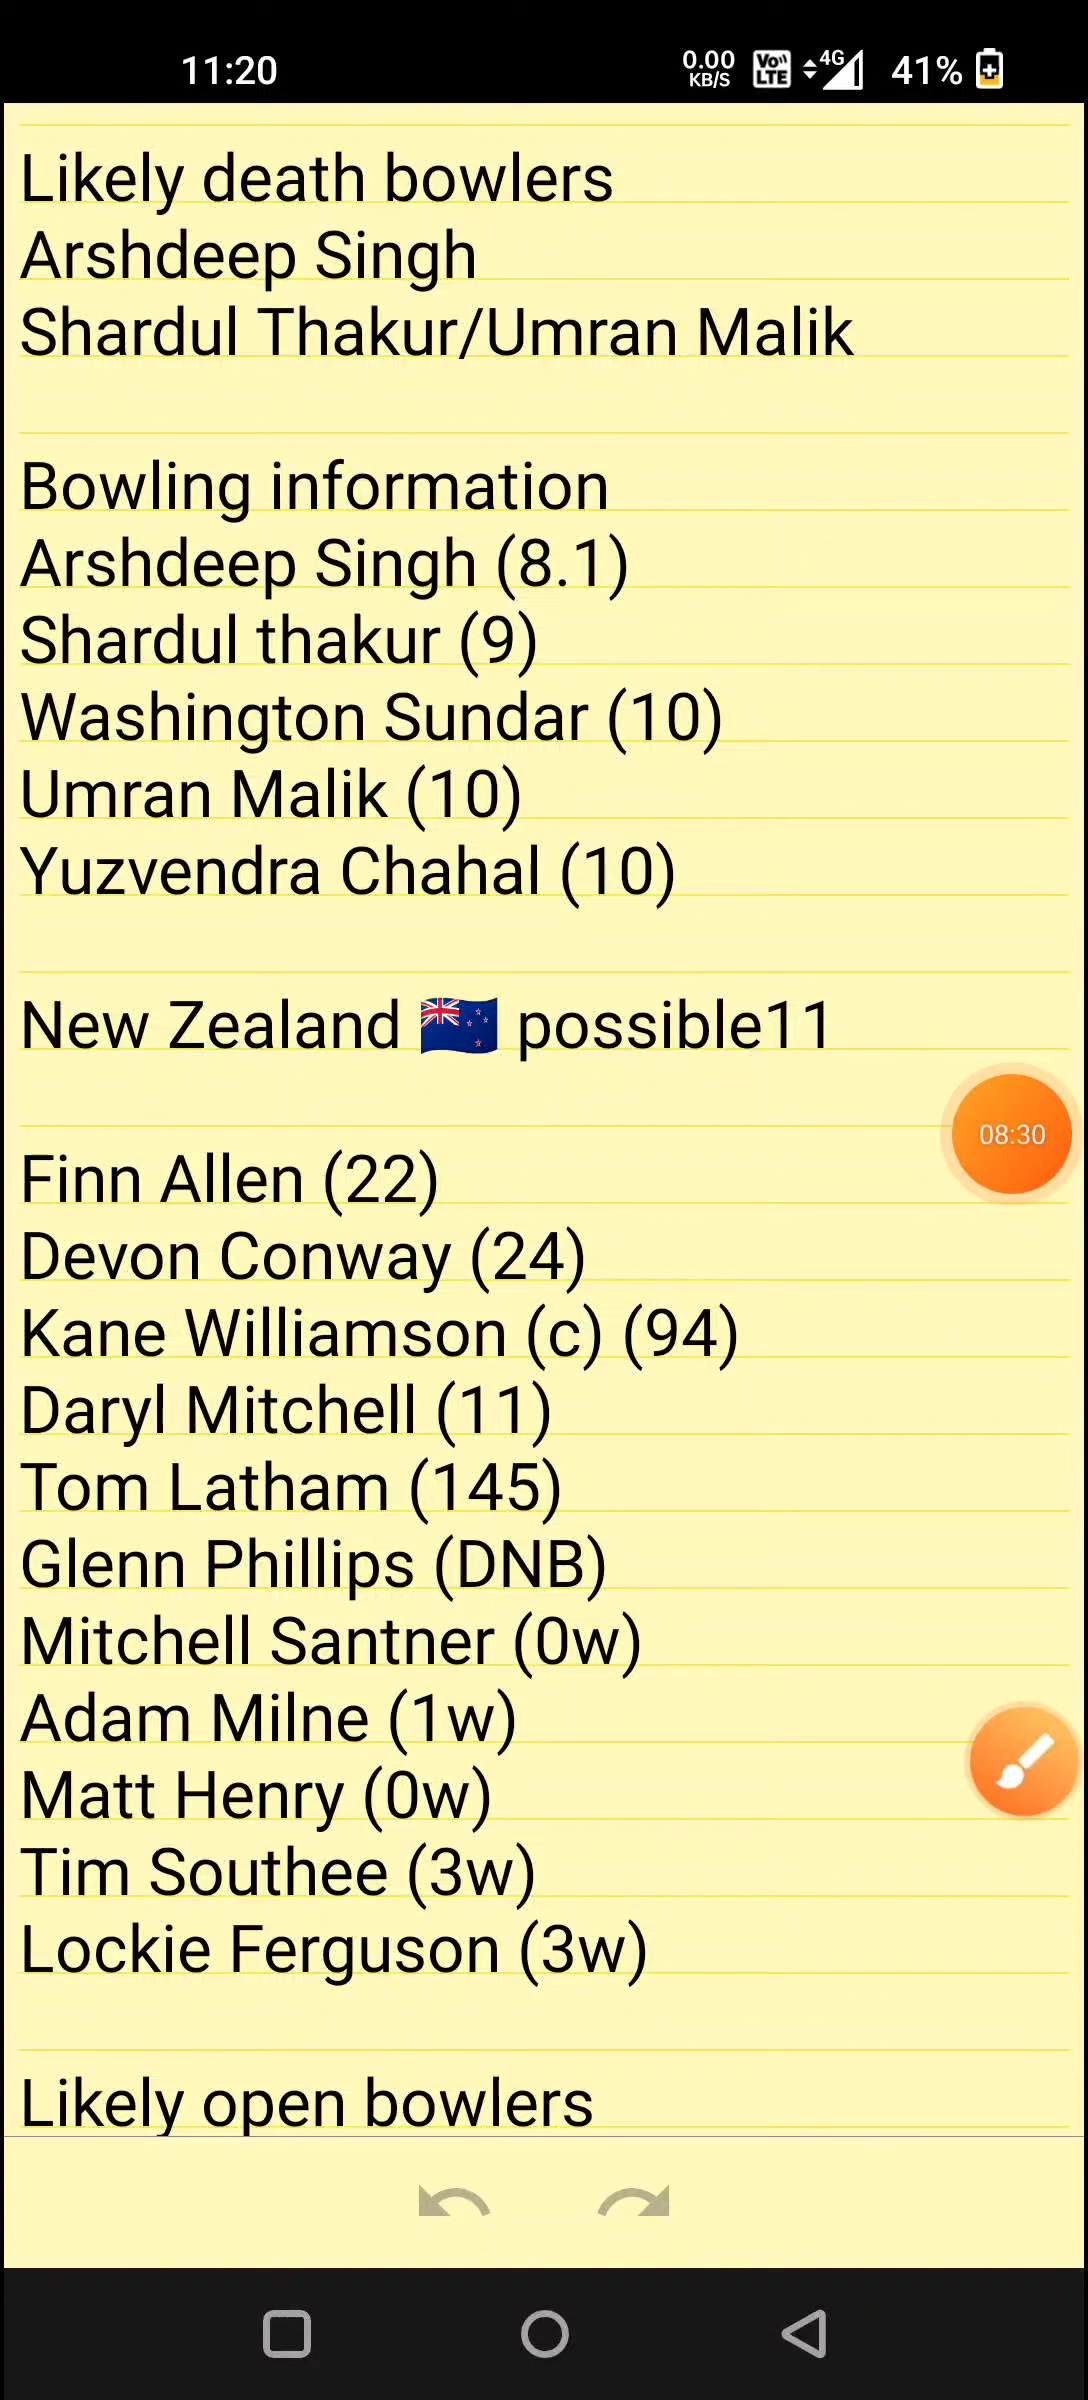 11:20 0.00 KB/S VoLTE 4G 41%
Likely death bowlers
Arshdeep Singh
Shardul Thakur/Umran Malik
Bowling information
Arshdeep Singh (8.1)
Shardul thakur (9)
Washington Sundar (10)
Umran Malik (10)
Yuzvendra Chahal (10)
New Zealand 🇳🇿 possible11
08:30
Finn Allen (22)
Devon Conway (24)
Kane Williamson (c) (94)
Daryl Mitchell (11)
Tom Latham (145)
Glenn Phillips (DNB)
Mitchell Santner (0w)
Adam Milne (1w)
Matt Henry (0w)
Tim Southee (3w)
Lockie Ferguson (3w)
Likely open bowlers